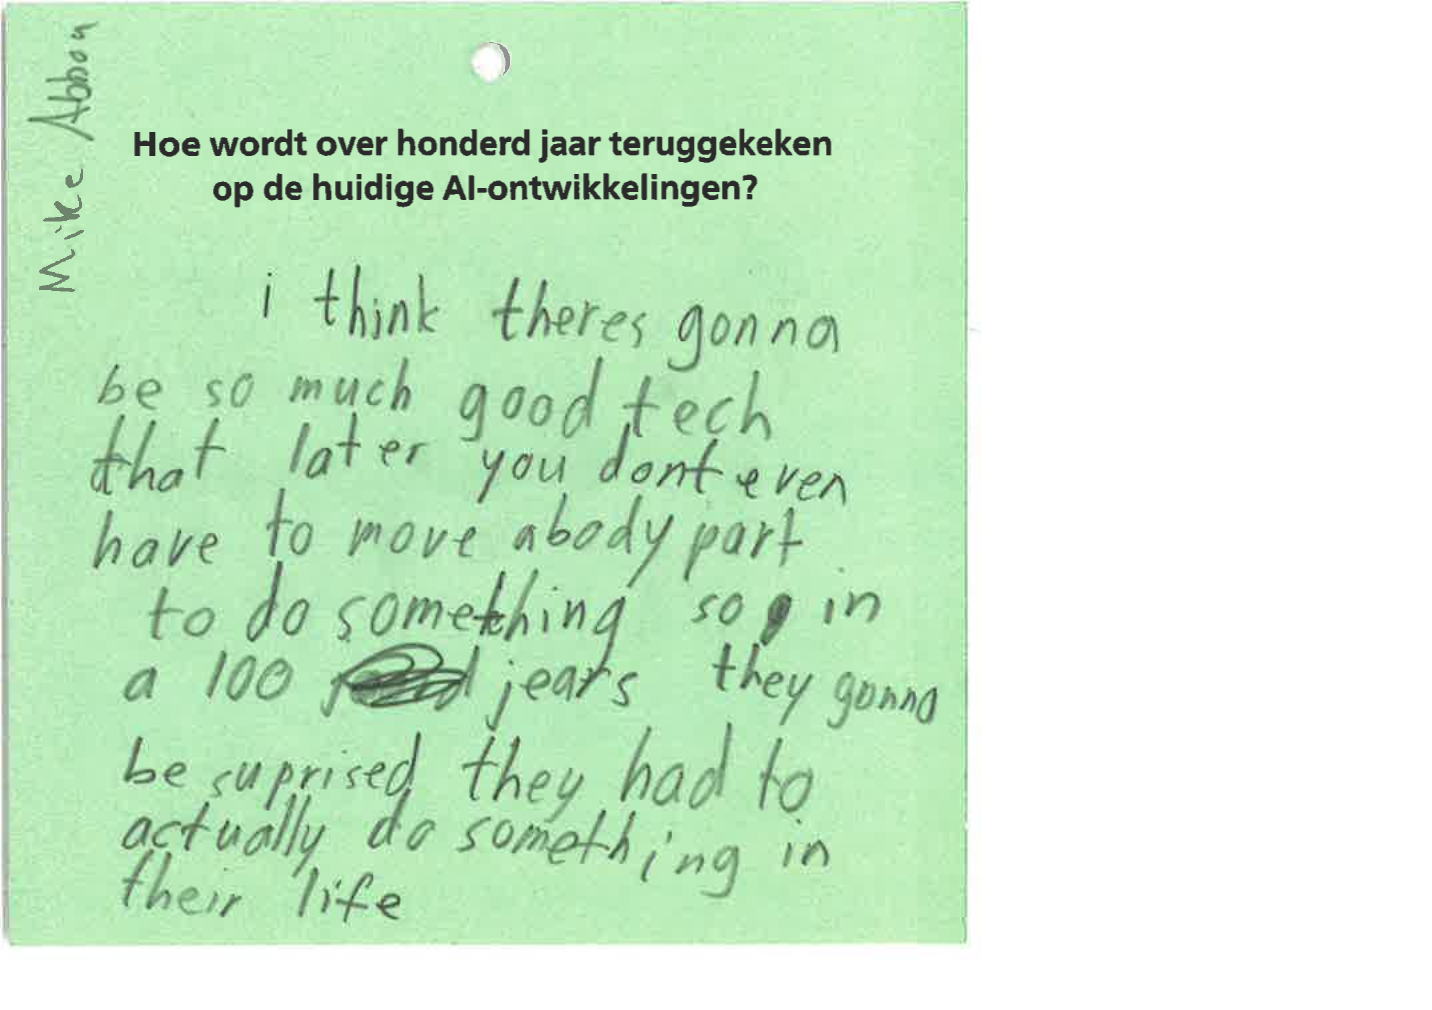 Mike Abbou
Hoe wordt over honderd jaar teruggekeken
op de huidige AI-ontwikkelingen?
i think theres gonna
be so much good tech
that later you dont even
have to move a body part
to do something so in
a 100 jears they gonna
be suprised they had to
actually do something in
their life